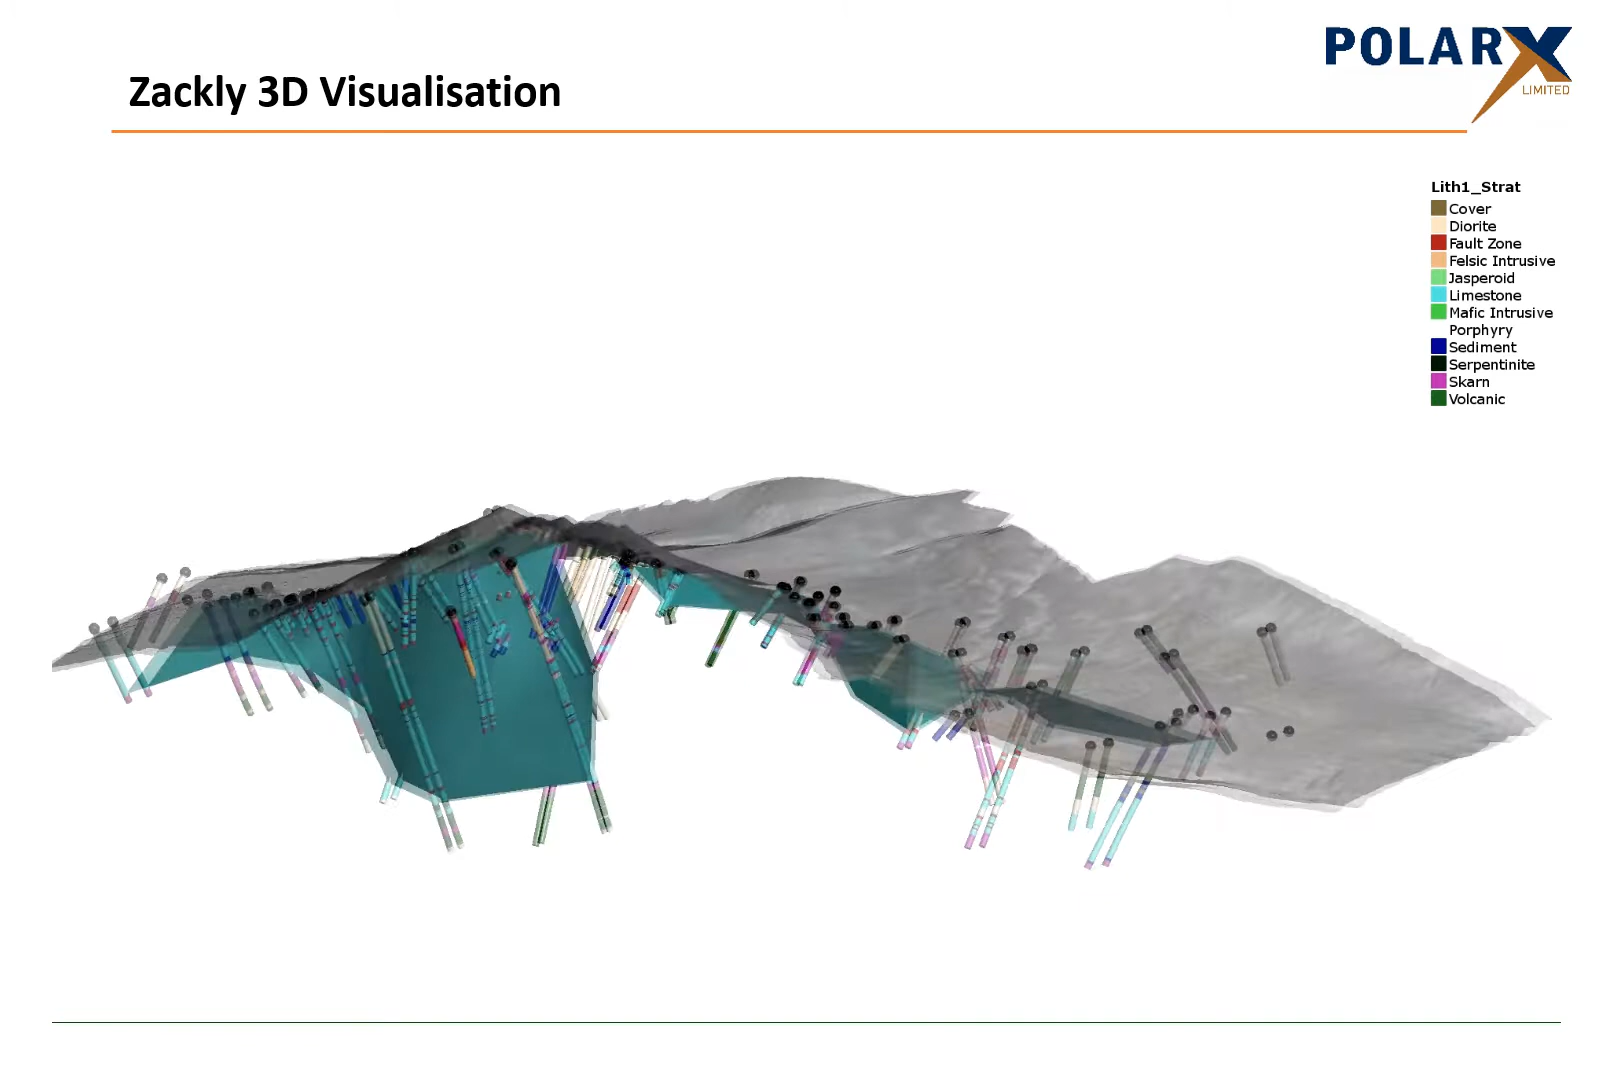 POLARX
LIMITED
Zackly 3D Visualisation
Lith1_Strat
Cover
Diorite
Fault Zone
Felsic Intrusive
Jasperoid
Limestone
Mafic Intrusive
Porphyry
Sediment
Serpentinite
Skarn
Volcanic